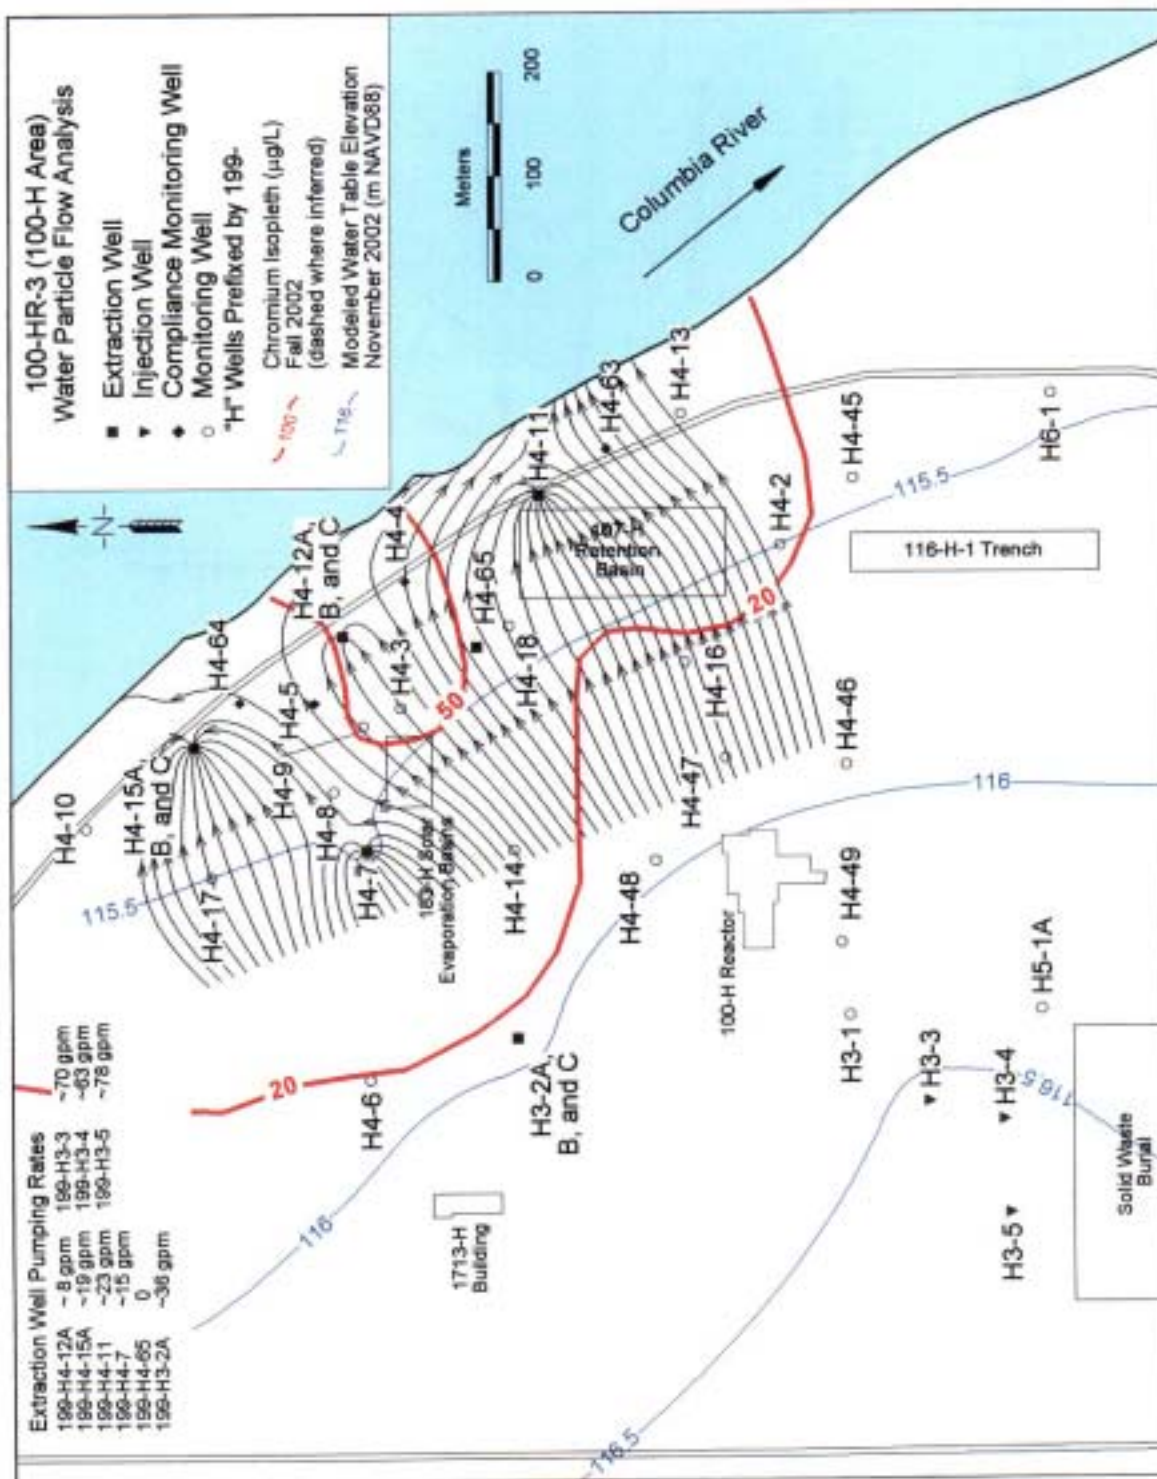 100-HR-3 (100-H Area)
Water Particle Flow Analysis
Extraction Well
Injection Well
Compliance Monitoring Well
Monitoring Well
"H" Wells Prefixed by 199-
100
Chromium Isopleth (µg/L)
Fall 2002
(dashed where inferred)
116
Modeled Water Table Elevation
November 2002 (m NAVD88)
-N-
Meters
0 100 200
Columbia River
Extraction Well Pumping Rates
199-H4-12A ~ 8 gpm 199-H3-3 ~70 gpm
199-H4-15A ~19 gpm 199-H3-4 ~63 gpm
199-H4-11 ~23 gpm 199-H3-5 ~78 gpm
199-H4-7 ~15 gpm
199-H4-65 0
199-H3-2A ~36 gpm
H4-10
H4-15A,
B, and C
H4-64
H4-17
H4-9
H4-5
H4-12A,
B, and C
H4-8
H4-7
H4-3
H4-4
183-H Solar
Evaporation Basins
50
H4-65
H4-11
H4-18
H4-14
H4-63
H4-13
Retention
Basin
115.5
20
H4-6
H3-2A,
B, and C
116
1713-H
Building
H4-48
H4-47
H4-16
20
H4-2
H4-45
100-H Reactor
H4-49
H4-46
116
115.5
116-H-1 Trench
H6-1
H3-1
H3-3
H3-4
H3-5
H5-1A
116.5
116.5
Solid Waste
Burial